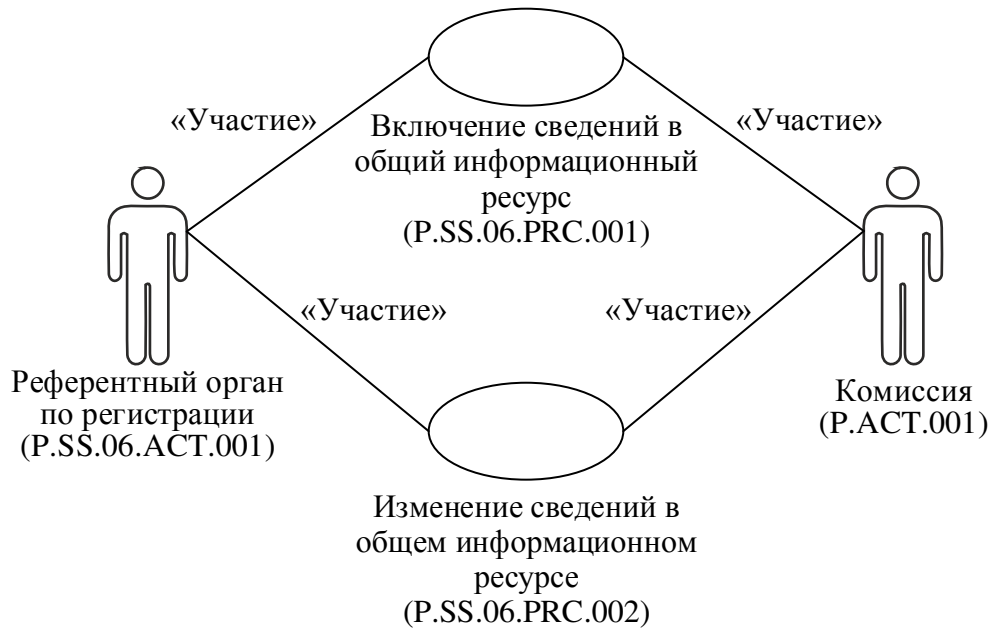 «Участие»
«Участие»
Включение сведений в
общий информационный
ресурс
(P.SS.06.PRC.001)
«Участие»
«Участие»
Референтный орган
по регистрации
(P.SS.06.ACT.001)
Комиссия
(P.ACT.001)
Изменение сведений в
общем информационном
ресурсе
(P.SS.06.PRC.002)